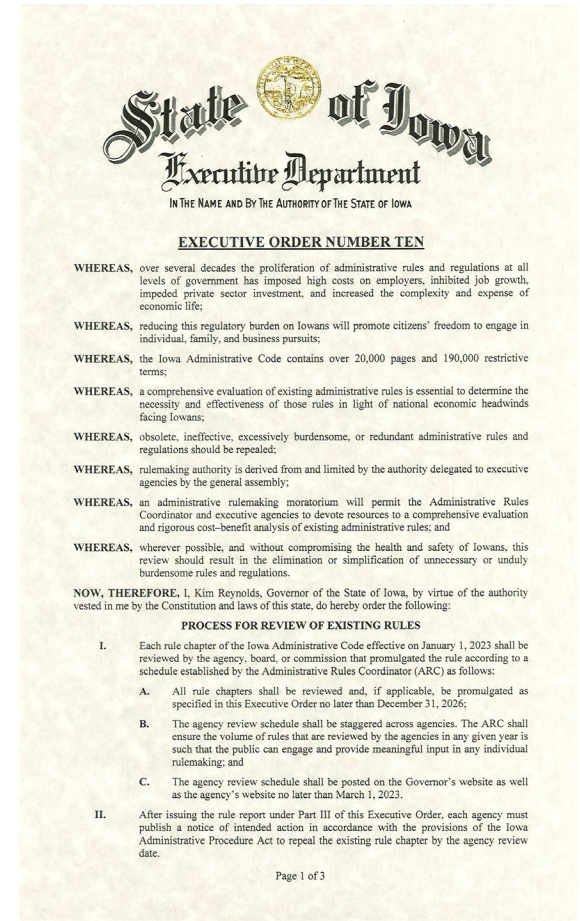 State of Iowa
Executive Department
IN THE NAME AND BY THE AUTHORITY OF THE STATE OF IOWA
EXECUTIVE ORDER NUMBER TEN
WHEREAS, over several decades the proliferation of administrative rules and regulations at all
levels of government has imposed high costs on employers, inhibited job growth,
impeded private sector investment, and increased the complexity and expense of
economic life;
WHEREAS, reducing this regulatory burden on Iowans will promote citizens' freedom to engage in
individual, family, and business pursuits;
WHEREAS, the Iowa Administrative Code contains over 20,000 pages and 190,000 restrictive
terms;
WHEREAS, a comprehensive evaluation of existing administrative rules is essential to determine the
necessity and effectiveness of those rules in light of national economic headwinds
facing Iowans;
WHEREAS, obsolete, ineffective, excessively burdensome, or redundant administrative rules and
regulations should be repealed;
WHEREAS, rulemaking authority is derived from and limited by the authority delegated to executive
agencies by the general assembly;
WHEREAS, an administrative rulemaking moratorium will permit the Administrative Rules
Coordinator and executive agencies to devote resources to a comprehensive evaluation
and rigorous cost–benefit analysis of existing administrative rules; and
WHEREAS, wherever possible, and without compromising the health and safety of Iowans, this
review should result in the elimination or simplification of unnecessary or unduly
burdensome rules and regulations.
NOW, THEREFORE, I, Kim Reynolds, Governor of the State of Iowa, by virtue of the authority
vested in me by the Constitution and laws of this state, do hereby order the following:
PROCESS FOR REVIEW OF EXISTING RULES
I. Each rule chapter of the Iowa Administrative Code effective on January 1, 2023 shall be
reviewed by the agency, board, or commission that promulgated the rule according to a
schedule established by the Administrative Rules Coordinator (ARC) as follows:
A. All rule chapters shall be reviewed and, if applicable, be promulgated as
specified in this Executive Order no later than December 31, 2026;
B. The agency review schedule shall be staggered across agencies. The ARC shall
ensure the volume of rules that are reviewed by the agencies in any given year is
such that the public can engage and provide meaningful input in any individual
rulemaking; and
C. The agency review schedule shall be posted on the Governor's website as well
as the agency's website no later than March 1, 2023.
II. After issuing the rule report under Part III of this Executive Order, each agency must
publish a notice of intended action in accordance with the provisions of the Iowa
Administrative Procedure Act to repeal the existing rule chapter by the agency review
date.
Page 1 of 3